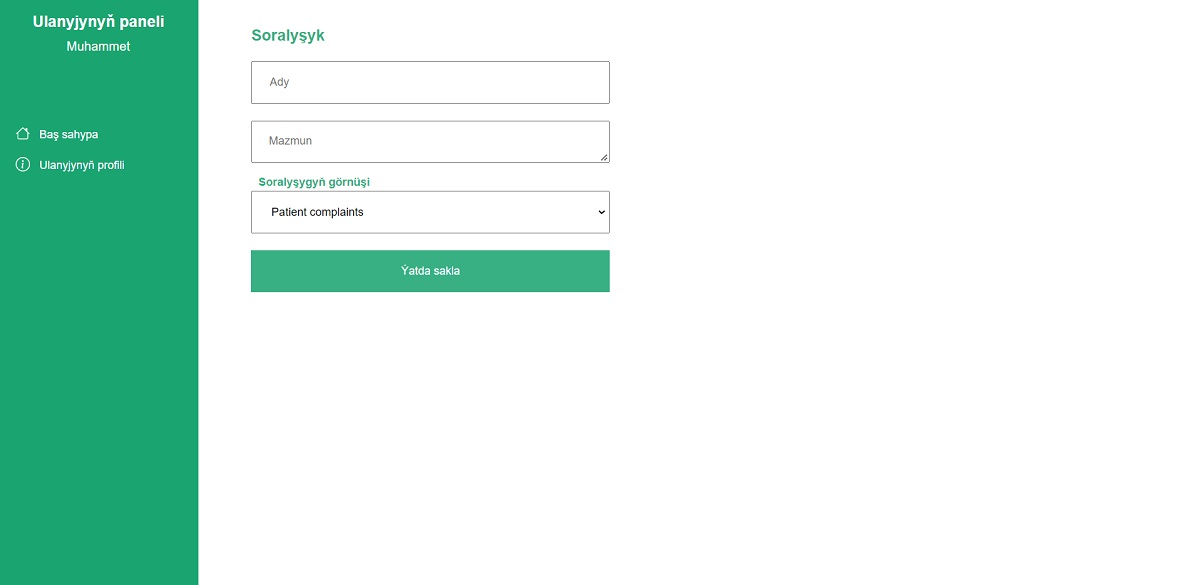 Ulanyjynyň paneli
Muhammet
Baş sahypa
Ulanyjynyň profili
Soralyşyk
Ady
Mazmun
Soralyşygyň görnüşi
Patient complaints
Ýatda sakla